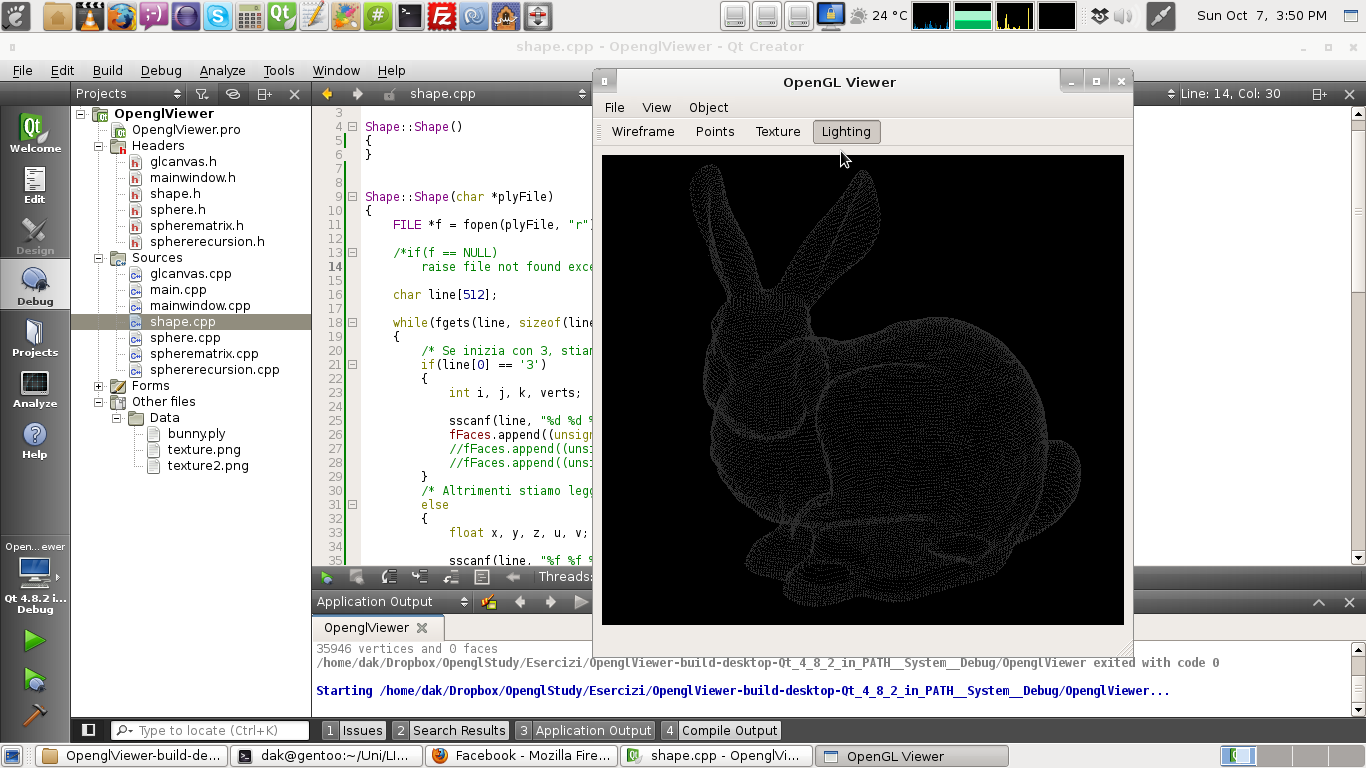 24 °C
Sun Oct 7, 3:50 PM
shape.cpp - OpenglViewer - Qt Creator
File Edit Build Debug Analyze Tools Window Help
Projects
shape.cpp
Line: 14, Col: 30
Welcome
Edit
Design
Debug
Projects
Analyze
Help
Open...ewer
Qt 4.8.2 i...
Debug
OpenglViewer
OpenglViewer.pro
Headers
glcanvas.h
mainwindow.h
shape.h
sphere.h
spherematrix.h
sphererecursion.h
Sources
glcanvas.cpp
main.cpp
mainwindow.cpp
shape.cpp
sphere.cpp
spherematrix.cpp
sphererecursion.cpp
Forms
Other files
Data
bunny.ply
texture.png
texture2.png
3
4 Shape::Shape()
5 {
6 }
7
8
9 Shape::Shape(char *plyFile)
10 {
11 FILE *f = fopen(plyFile, "r")
12
13 /*if(f == NULL)
14 raise file not found exce
15
16 char line[512];
17
18 while(fgets(line, sizeof(line
19 {
20 /* Se inizia con 3, stiam
21 if(line[0] == '3')
22 {
23 int i, j, k, verts;
24
25 sscanf(line, "%d %d %
26 fFaces.append((unsign
27 //fFaces.append((unsi
28 //fFaces.append((unsi
29 }
30 /* Altrimenti stiamo legg
31 else
32 {
33 float x, y, z, u, v;
34
35 sscanf(line, "%f %f %
OpenGL Viewer
File View Object
Wireframe Points Texture Lighting
Threads:
Application Output
OpenglViewer
35946 vertices and 0 faces
/home/dak/Dropbox/OpenglStudy/Esercizi/OpenglViewer-build-desktop-Qt_4_8_2_in_PATH__System__Debug/OpenglViewer exited with code 0
Starting /home/dak/Dropbox/OpenglStudy/Esercizi/OpenglViewer-build-desktop-Qt_4_8_2_in_PATH__System__Debug/OpenglViewer...
Type to locate (Ctrl+K)
1 Issues
2 Search Results
3 Application Output
4 Compile Output
OpenglViewer-build-de...
dak@gentoo:~/Uni/LI...
Facebook - Mozilla Fire...
shape.cpp - OpenglVi...
OpenGL Viewer